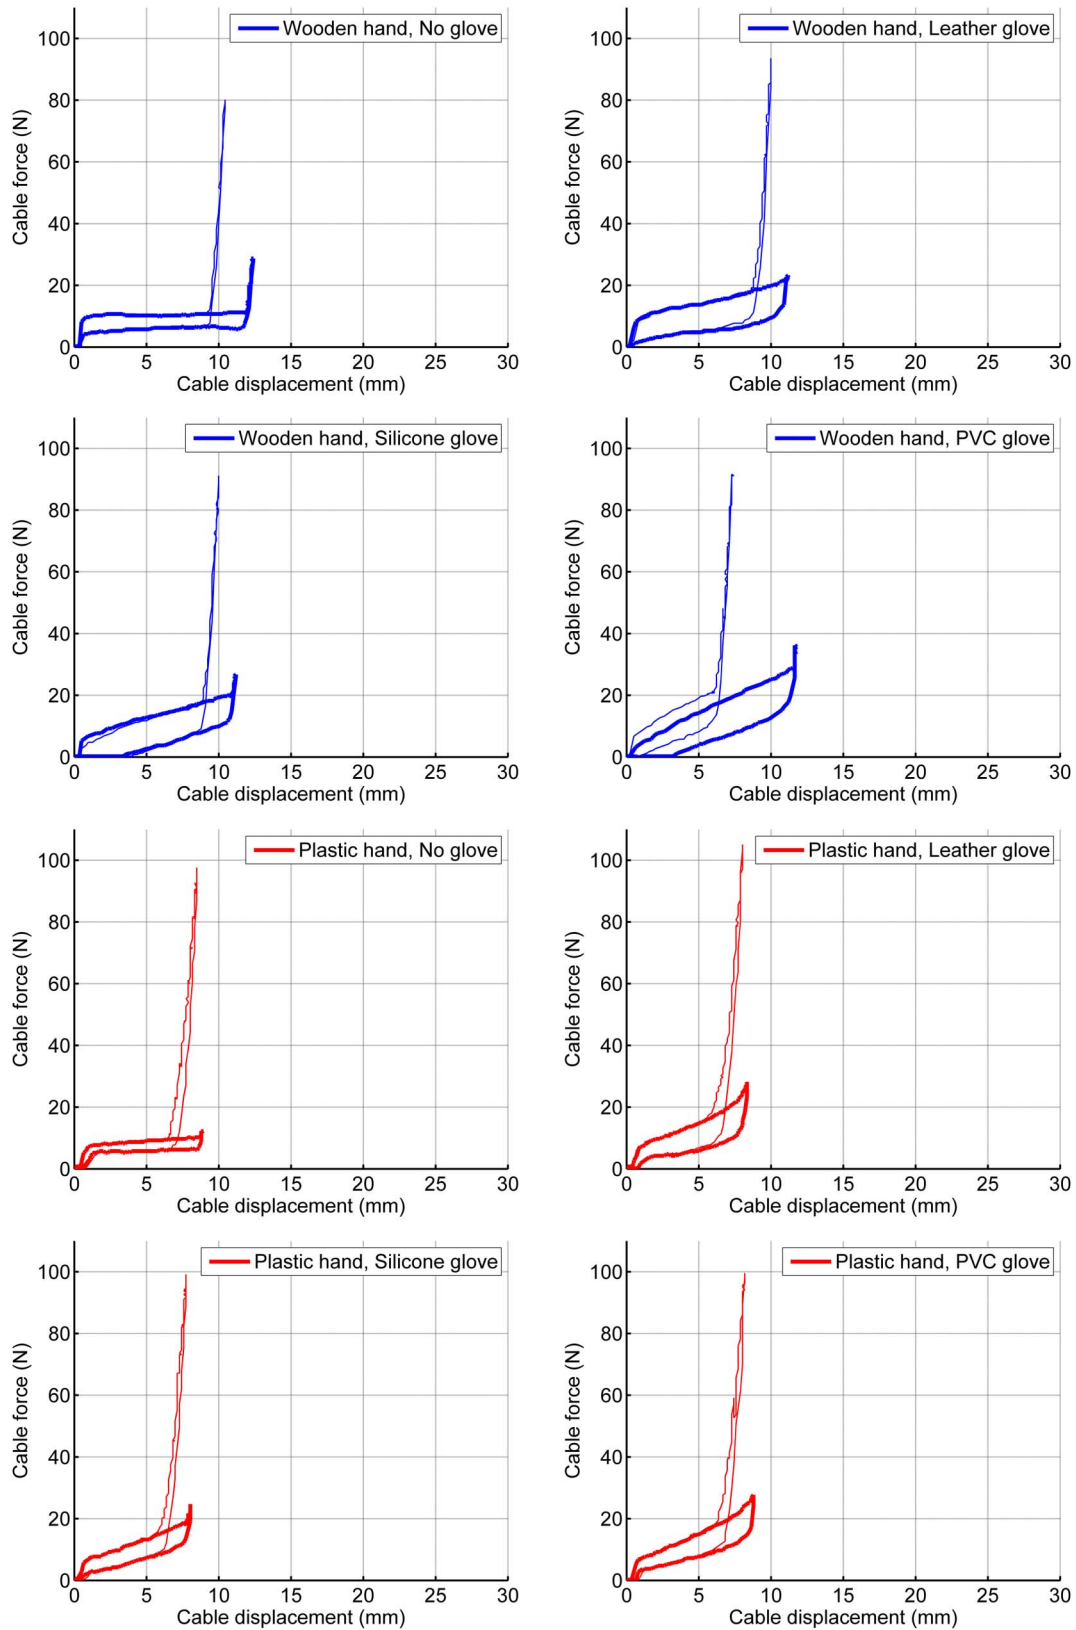 Wooden hand, No glove
Cable force (N)
100
80
60
40
20
0
0 5 10 15 20 25 30
Cable displacement (mm)
Wooden hand, Leather glove
Cable force (N)
100
80
60
40
20
0
0 5 10 15 20 25 30
Cable displacement (mm)
Wooden hand, Silicone glove
Cable force (N)
100
80
60
40
20
0
0 5 10 15 20 25 30
Cable displacement (mm)
Wooden hand, PVC glove
Cable force (N)
100
80
60
40
20
0
0 5 10 15 20 25 30
Cable displacement (mm)
Plastic hand, No glove
Cable force (N)
100
80
60
40
20
0
0 5 10 15 20 25 30
Cable displacement (mm)
Plastic hand, Leather glove
Cable force (N)
100
80
60
40
20
0
0 5 10 15 20 25 30
Cable displacement (mm)
Plastic hand, Silicone glove
Cable force (N)
100
80
60
40
20
0
0 5 10 15 20 25 30
Cable displacement (mm)
Plastic hand, PVC glove
Cable force (N)
100
80
60
40
20
0
0 5 10 15 20 25 30
Cable displacement (mm)